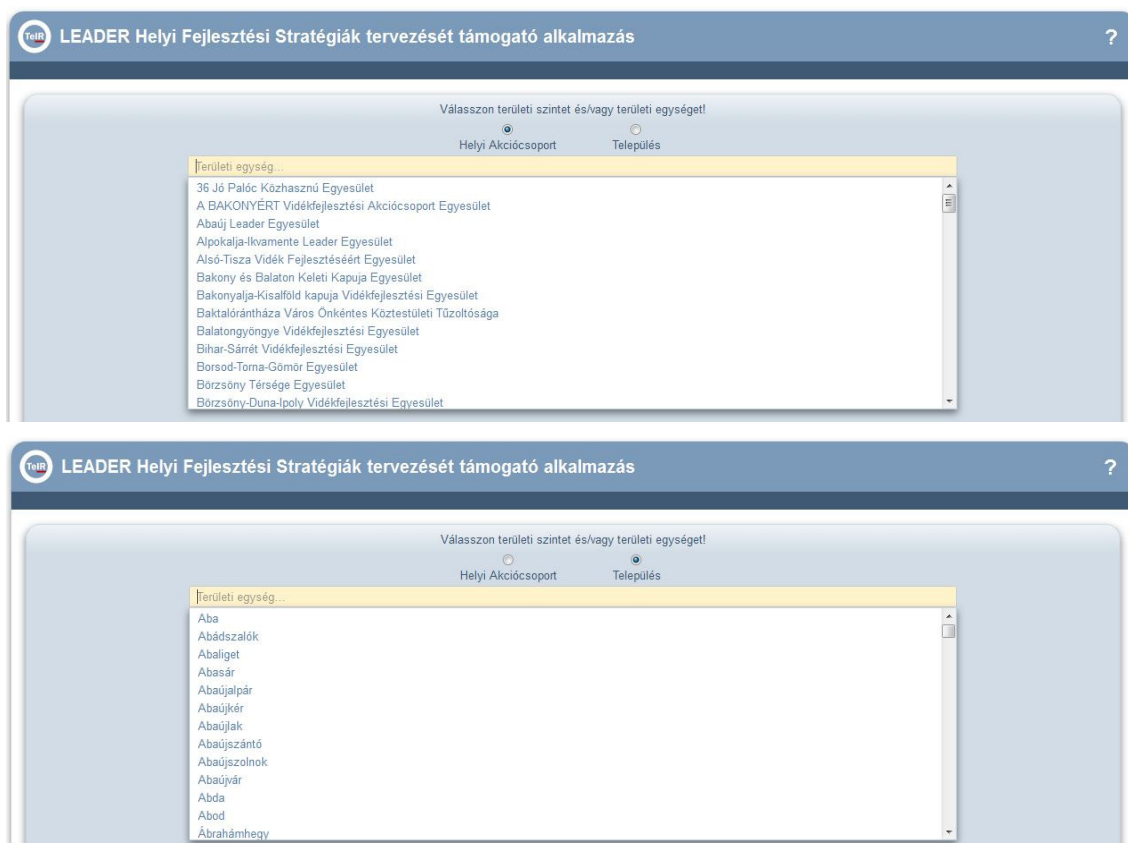 TeIR LEADER Helyi Fejlesztési Stratégiák tervezését támogató alkalmazás ?
Válasszon területi szintet és/vagy területi egységet!
Helyi Akciócsoport Település
Területi egység...
36 Jó Palóc Közhasznú Egyesület
A BAKONYÉRT Vidékfejlesztési Akciócsoport Egyesület
Abaúj Leader Egyesület
Alpokalja-Ikvamente Leader Egyesület
Alsó-Tisza Vidék Fejlesztéséért Egyesület
Bakony és Balaton Keleti Kapuja Egyesület
Bakonyalja-Kisalföld kapuja Vidékfejlesztési Egyesület
Baktalórántháza Város Önkéntes Köztestületi Tűzoltósága
Balatongyöngye Vidékfejlesztési Egyesület
Bihar-Sárrét Vidékfejlesztési Egyesület
Borsod-Torna-Gömör Egyesület
Börzsöny Térsége Egyesület
Börzsöny-Duna-Ipoly Vidékfejlesztési Egyesület
TeIR LEADER Helyi Fejlesztési Stratégiák tervezését támogató alkalmazás ?
Válasszon területi szintet és/vagy területi egységet!
Helyi Akciócsoport Település
Területi egység...
Aba
Abádszalók
Abaliget
Abasár
Abaújalpár
Abaújkér
Abaújlak
Abaújszántó
Abaújszolnok
Abaújvár
Abda
Abod
Ábrahámhegy